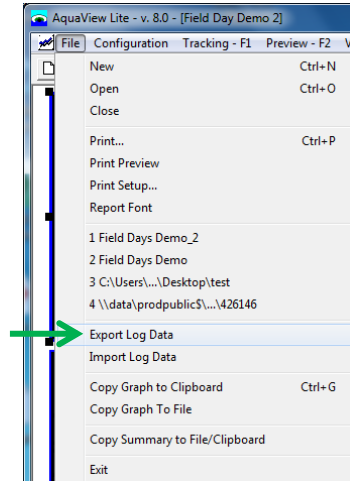 AquaView Lite - v. 8.0 - [Field Day Demo 2]
File Configuration Tracking - F1 Preview - F2 V
New Ctrl+N
Open Ctrl+O
Close
Print... Ctrl+P
Print Preview
Print Setup...
Report Font
1 Field Days Demo_2
2 Field Days Demo
3 C:\Users\...\Desktop\test
4 \\data\prodpublic$\...\426146
Export Log Data
Import Log Data
Copy Graph to Clipboard Ctrl+G
Copy Graph To File
Copy Summary to File/Clipboard
Exit